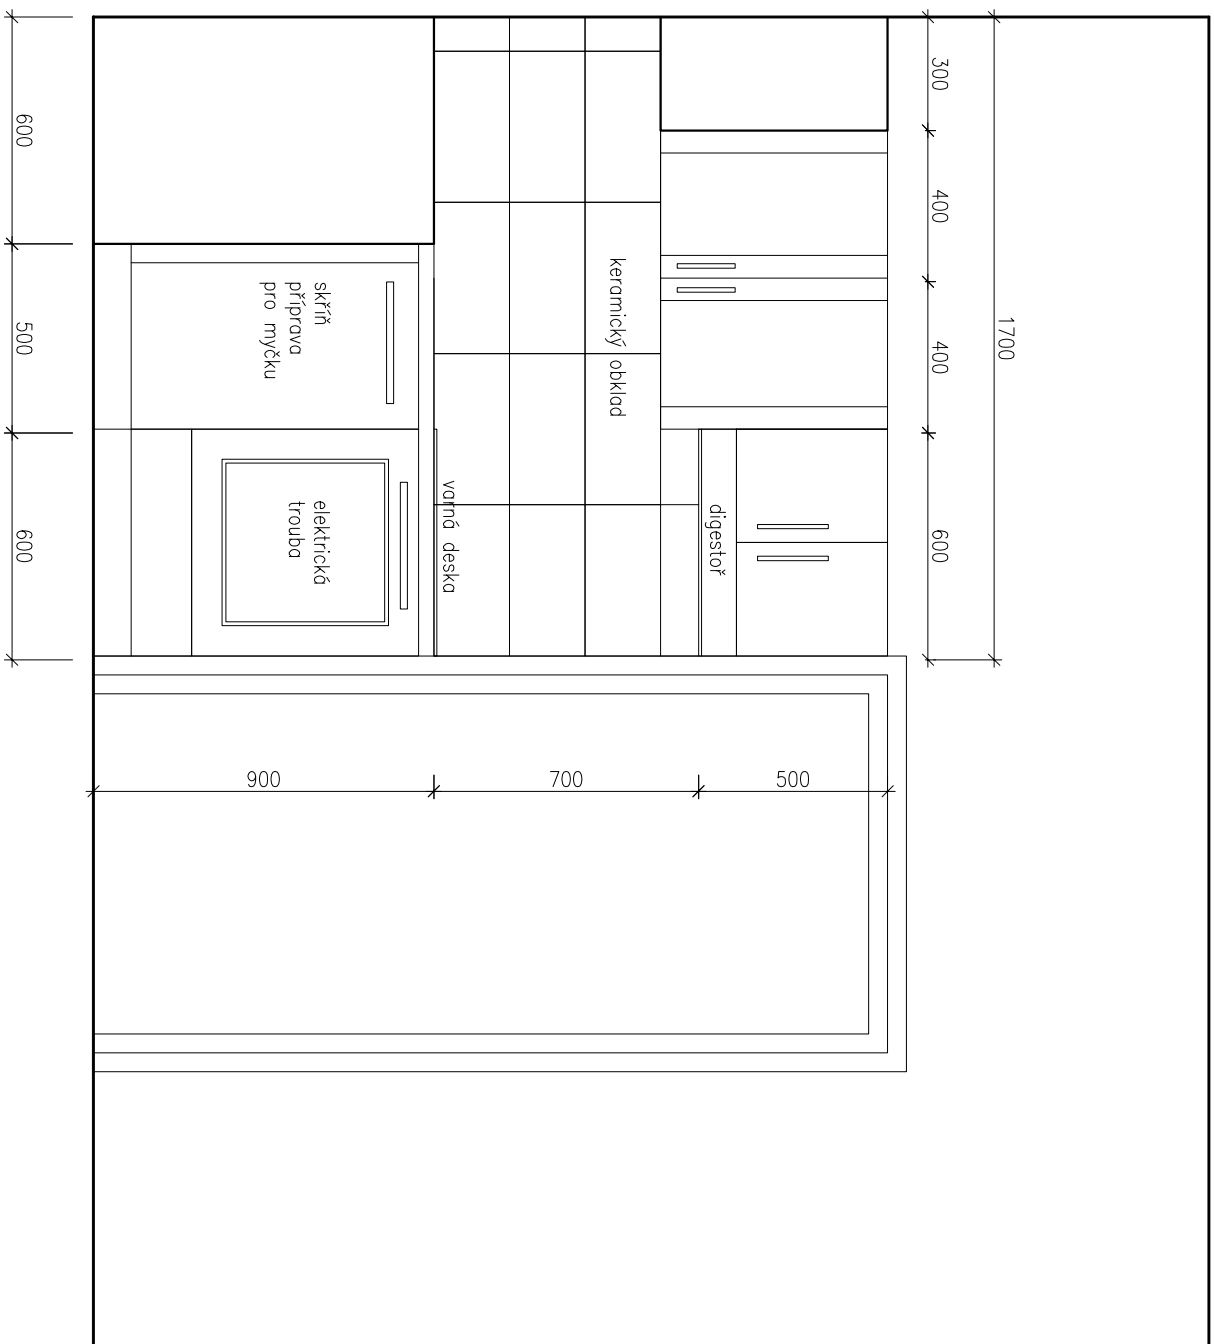 1700
300
400
400
600
digestoř
keramický obklad
varná deska
skříň
příprava
pro myčku
elektrická
trouba
600
500
600
900
700
500